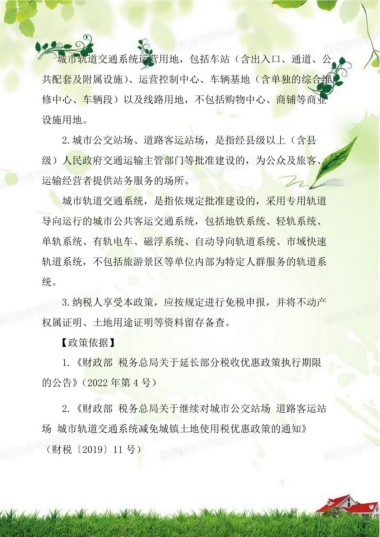 城市轨道交通系统运营用地，包括车站（含出入口、通道、公
共配套及附属设施）、运营控制中心、车辆基地（含单独的综合维
修中心、车辆段）以及线路用地，不包括购物中心、商铺等商业
设施用地。
2.城市公交站场、道路客运站场，是指经县级以上（含县
级）人民政府交通运输主管部门等批准建设的，为公众及旅客、
运输经营者提供站务服务的场所。
城市轨道交通系统，是指依规定批准建设的，采用专用轨道
导向运行的城市公共客运交通系统，包括地铁系统、轻轨系统、
单轨系统、有轨电车、磁浮系统、自动导向轨道系统、市域快速
轨道系统，不包括旅游景区等单位内部为特定人群服务的轨道系
统。
3.纳税人享受本政策，应按规定进行免税申报，并将不动产
权属证明、土地用途证明等资料留存备查。
【政策依据】
1.《财政部 税务总局关于延长部分税收优惠政策执行期限
的公告》（2022 年第 4 号）
2.《财政部 税务总局关于继续对城市公交站场 道路客运站
场 城市轨道交通系统减免城镇土地使用税优惠政策的通知》
（财税〔2019〕11 号）